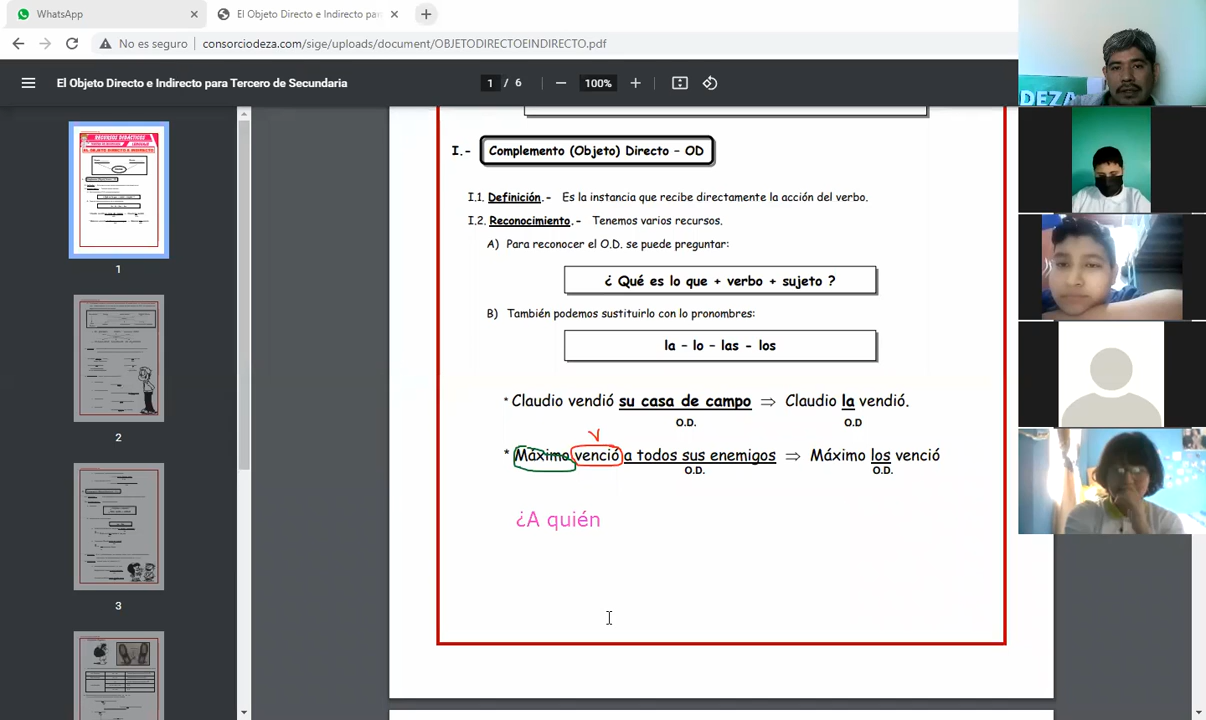 WhatsApp
El Objeto Directo e Indirecto pa
No es seguro
consorciodeza.com/sige/uploads/document/OBJETODIRECTOEINDIRECTO.pdf
El Objeto Directo e Indirecto para Tercero de Secundaria
1 / 6
100%
DEZA
I.- Complemento (Objeto) Directo – OD
I.1. Definición.- Es la instancia que recibe directamente la acción del verbo.
I.2. Reconocimiento.- Tenemos varios recursos.
A) Para reconocer el O.D. se puede preguntar:
¿ Qué es lo que + verbo + sujeto ?
B) También podemos sustituirlo con lo pronombres:
la – lo – las – los
* Claudio vendió su casa de campo ⇒ Claudio la vendió.
O.D. O.D
V
* Máximo venció a todos sus enemigos ⇒ Máximo los venció
O.D. O.D.
¿A quién
1
2
3